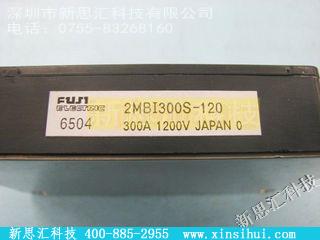 深圳市新思汇科技有限公司
电话：0755-83268160
FUJI
ELECTRIC
2MBI300S-120
6504
300A 1200V JAPAN O
新思汇科技
新思汇科技 400-885-2955 www.xinsihui.com